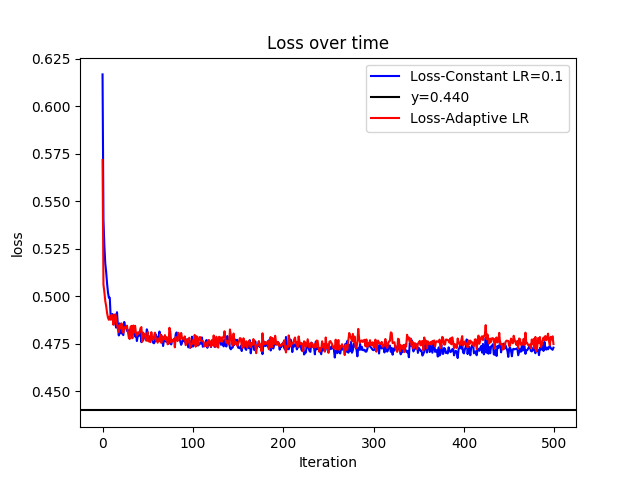 Loss over time
Loss-Constant LR=0.1
y=0.440
Loss-Adaptive LR
loss
0.625
0.600
0.575
0.550
0.525
0.500
0.475
0.450
0 100 200 300 400 500
Iteration